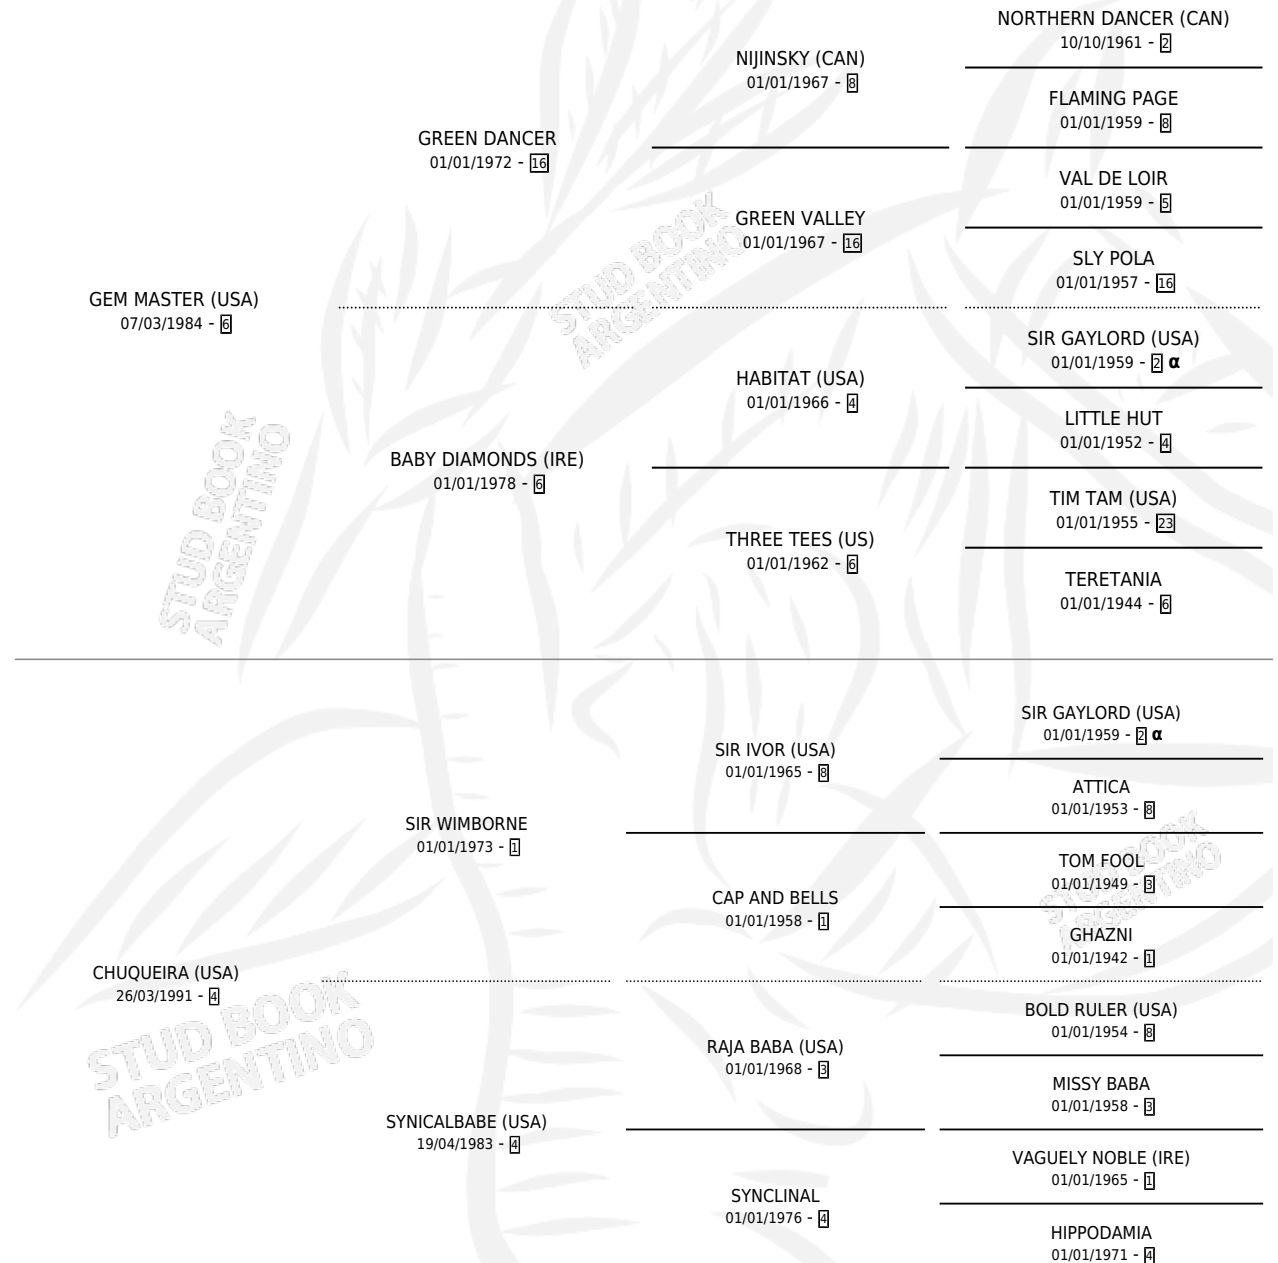 NORTHERN DANCER (CAN)
10/10/1961 - 2
NIJINSKY (CAN)
01/01/1967 - 8
FLAMING PAGE
01/01/1959 - 8
GREEN DANCER
01/01/1972 - 16
VAL DE LOIR
01/01/1959 - 5
GREEN VALLEY
01/01/1967 - 16
SLY POLA
01/01/1957 - 16
GEM MASTER (USA)
07/03/1984 - 6
SIR GAYLORD (USA)
01/01/1959 - 2 α
HABITAT (USA)
01/01/1966 - 4
LITTLE HUT
01/01/1952 - 4
BABY DIAMONDS (IRE)
01/01/1978 - 6
TIM TAM (USA)
01/01/1955 - 23
THREE TEES (US)
01/01/1962 - 6
TERETANIA
01/01/1944 - 6
SIR GAYLORD (USA)
01/01/1959 - 2 α
SIR IVOR (USA)
01/01/1965 - 8
ATTICA
01/01/1953 - 8
SIR WIMBORNE
01/01/1973 - 1
TOM FOOL
01/01/1949 - 3
CAP AND BELLS
01/01/1958 - 1
GHAZNI
01/01/1942 - 1
CHUQUEIRA (USA)
26/03/1991 - 4
BOLD RULER (USA)
01/01/1954 - 8
RAJA BABA (USA)
01/01/1968 - 3
MISSY BABA
01/01/1958 - 3
SYNICALBABE (USA)
19/04/1983 - 4
VAGUELY NOBLE (IRE)
01/01/1965 - 1
SYNCLINAL
01/01/1976 - 4
HIPPODAMIA
01/01/1971 - 4
STUD BOOK
ARGENTINO
STUD BOOK
ARGENTINO
STUD BOOK
ARGENTINO
STUD BOOK
ARGENTINO